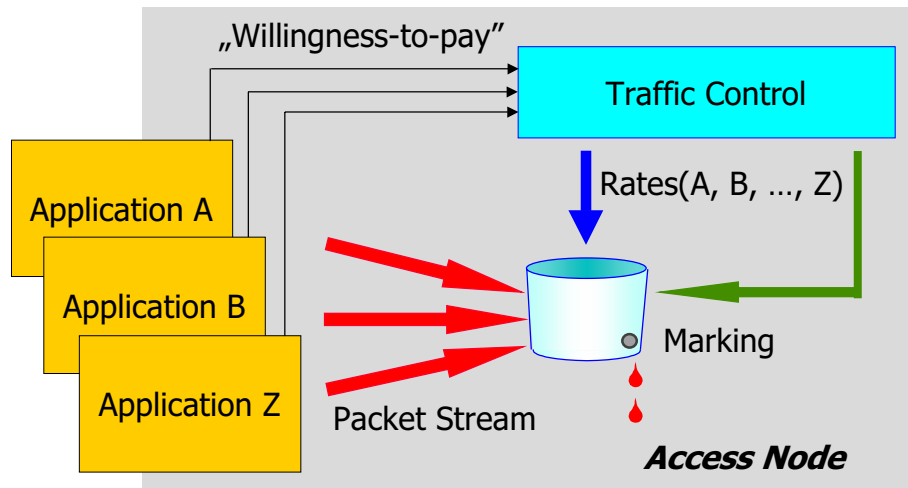 „Willingness-to-pay”
Traffic Control
Rates(A, B, ..., Z)
Application A
Application B
Application Z
Marking
Packet Stream
Access Node